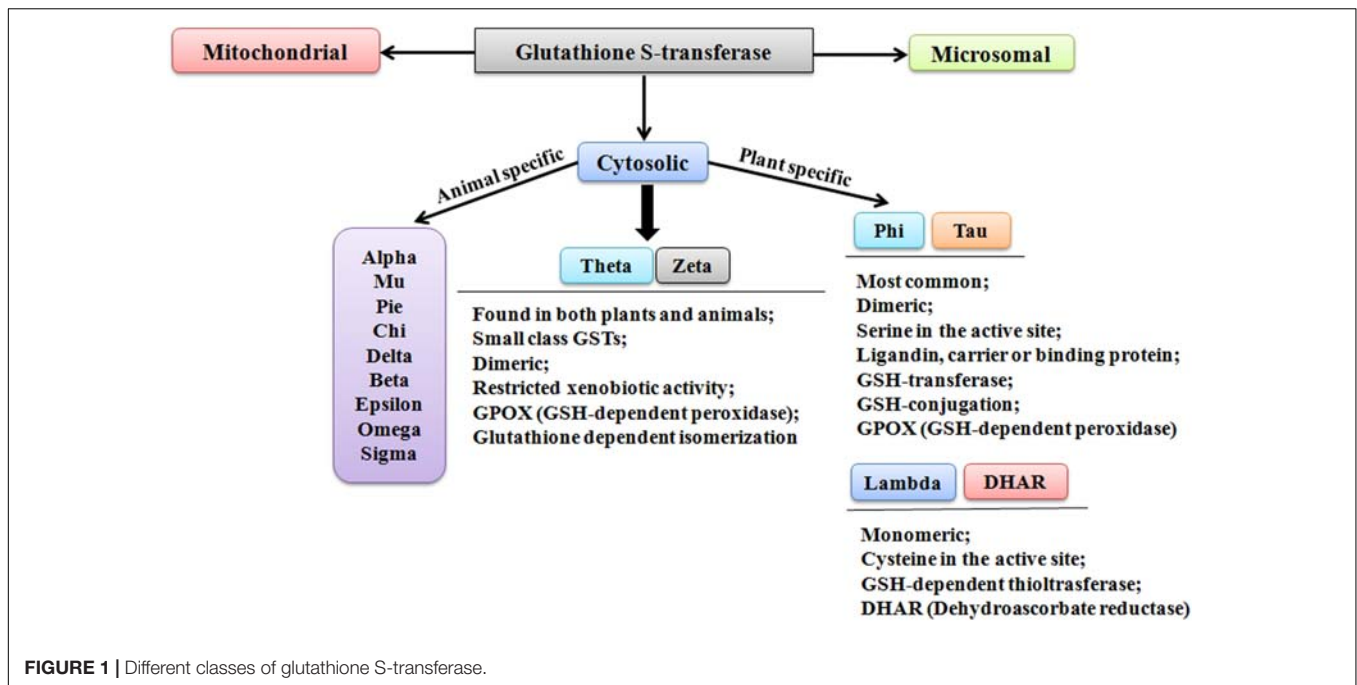 Mitochondrial
Glutathione S-transferase
Microsomal
Animal specific
Cytosolic
Plant specific
Alpha
Mu
Pie
Chi
Delta
Beta
Epsilon
Omega
Sigma
Theta
Zeta
Found in both plants and animals;
Small class GSTs;
Dimeric;
Restricted xenobiotic activity;
GPOX (GSH-dependent peroxidase);
Glutathione dependent isomerization
Phi
Tau
Most common;
Dimeric;
Serine in the active site;
Ligandin, carrier or binding protein;
GSH-transferase;
GSH-conjugation;
GPOX (GSH-dependent peroxidase)
Lambda
DHAR
Monomeric;
Cysteine in the active site;
GSH-dependent thioltrasferase;
DHAR (Dehydroascorbate reductase)
FIGURE 1 | Different classes of glutathione S-transferase.